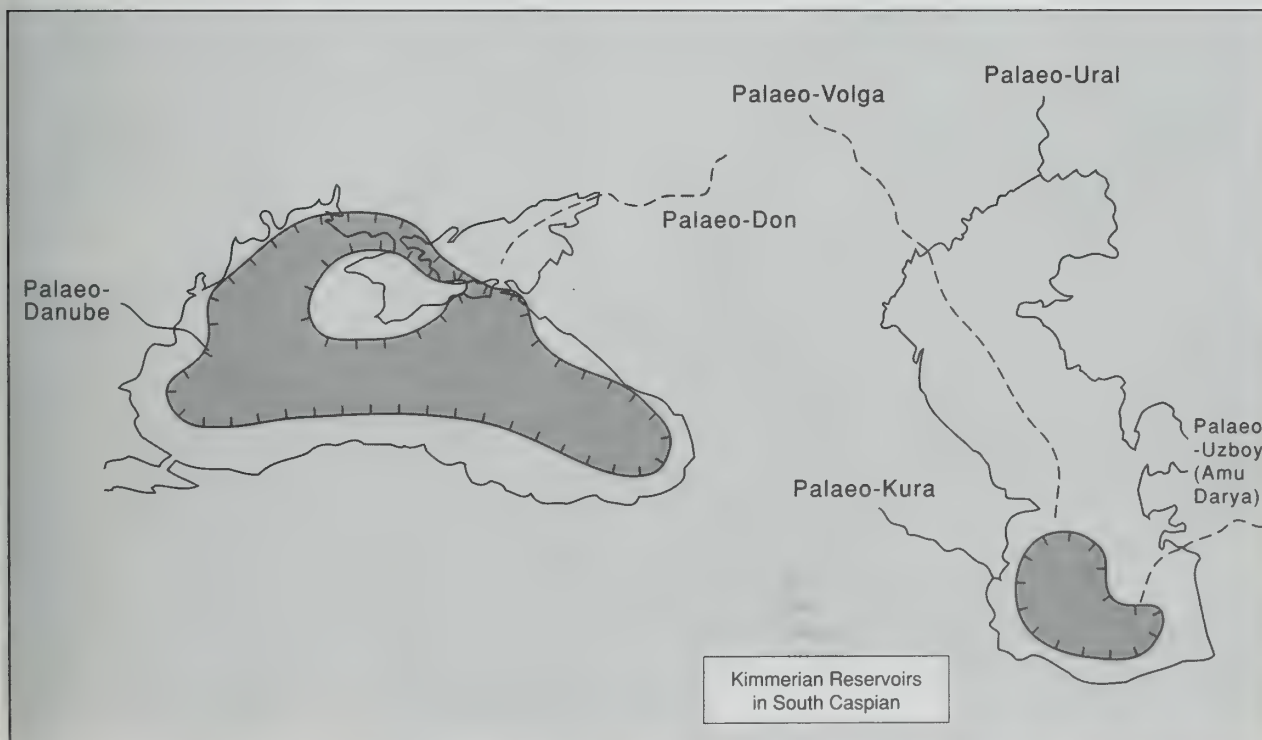 Palaeo-Ural
Palaeo-Volga
Palaeo-Don
Palaeo-
Danube
Palaeo
-Uzboy
(Amu
Darya)
Palaeo-Kura
Kimmerian Reservoirs
in South Caspian